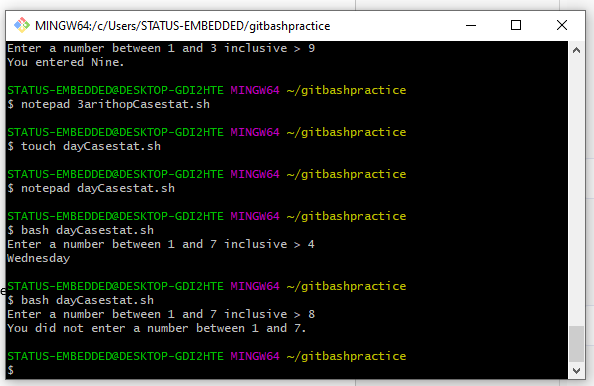 MINGW64:/c/Users/STATUS-EMBEDDED/gitbashpractice
Enter a number between 1 and 3 inclusive > 9
You entered Nine.
STATUS-EMBEDDED@DESKTOP-GDI2HTE MINGW64 ~/gitbashpractice
$ notepad 3arithopCasestat.sh
STATUS-EMBEDDED@DESKTOP-GDI2HTE MINGW64 ~/gitbashpractice
$ touch dayCasestat.sh
STATUS-EMBEDDED@DESKTOP-GDI2HTE MINGW64 ~/gitbashpractice
$ notepad dayCasestat.sh
STATUS-EMBEDDED@DESKTOP-GDI2HTE MINGW64 ~/gitbashpractice
$ bash dayCasestat.sh
Enter a number between 1 and 7 inclusive > 4
Wednesday
STATUS-EMBEDDED@DESKTOP-GDI2HTE MINGW64 ~/gitbashpractice
$ bash dayCasestat.sh
Enter a number between 1 and 7 inclusive > 8
You did not enter a number between 1 and 7.
STATUS-EMBEDDED@DESKTOP-GDI2HTE MINGW64 ~/gitbashpractice
$